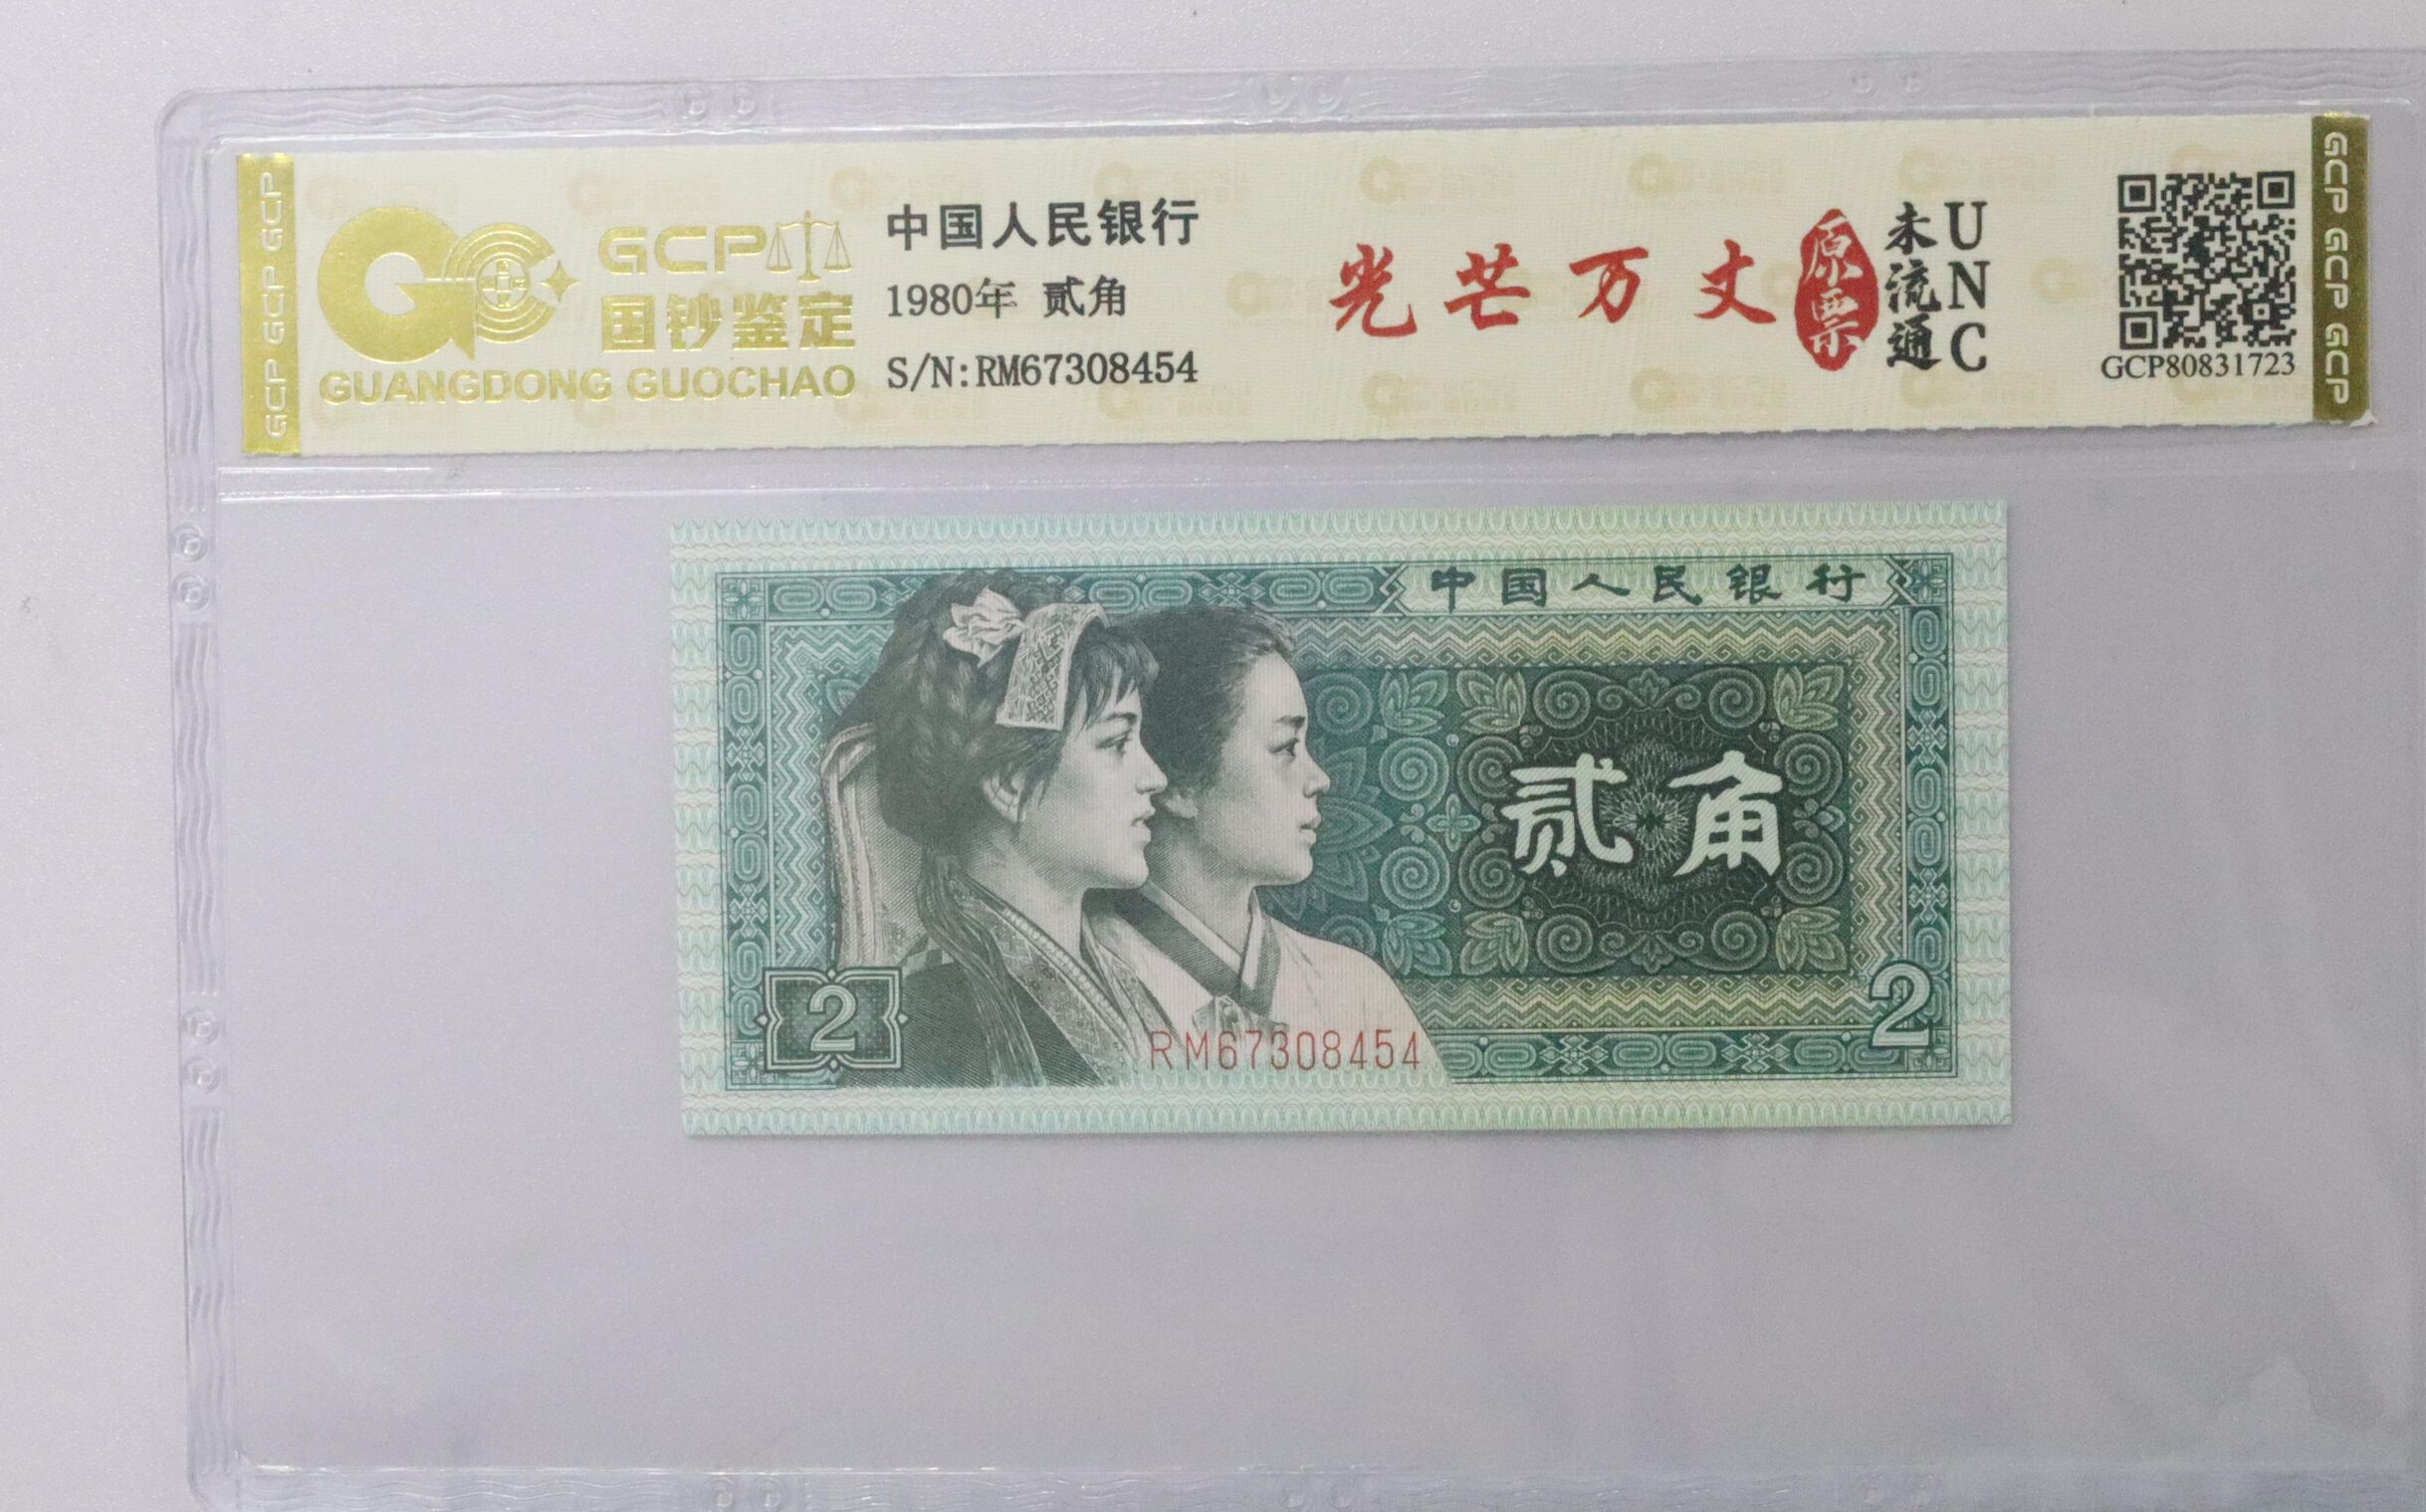 GCP GCP GCP
GCP
国钞鉴定
GUANGDONG GUOCHAO
中国人民银行
1980年 贰角
S/N:RM67308454
光芒万丈
原票
未流通
UNC
GCP80831723
GCP GCP GCP
中国人民银行
贰角
2
RM67308454
2